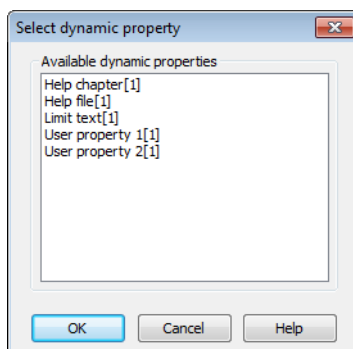 Select dynamic property
Available dynamic properties
Help chapter[1]
Help file[1]
Limit text[1]
User property 1[1]
User property 2[1]
OK Cancel Help